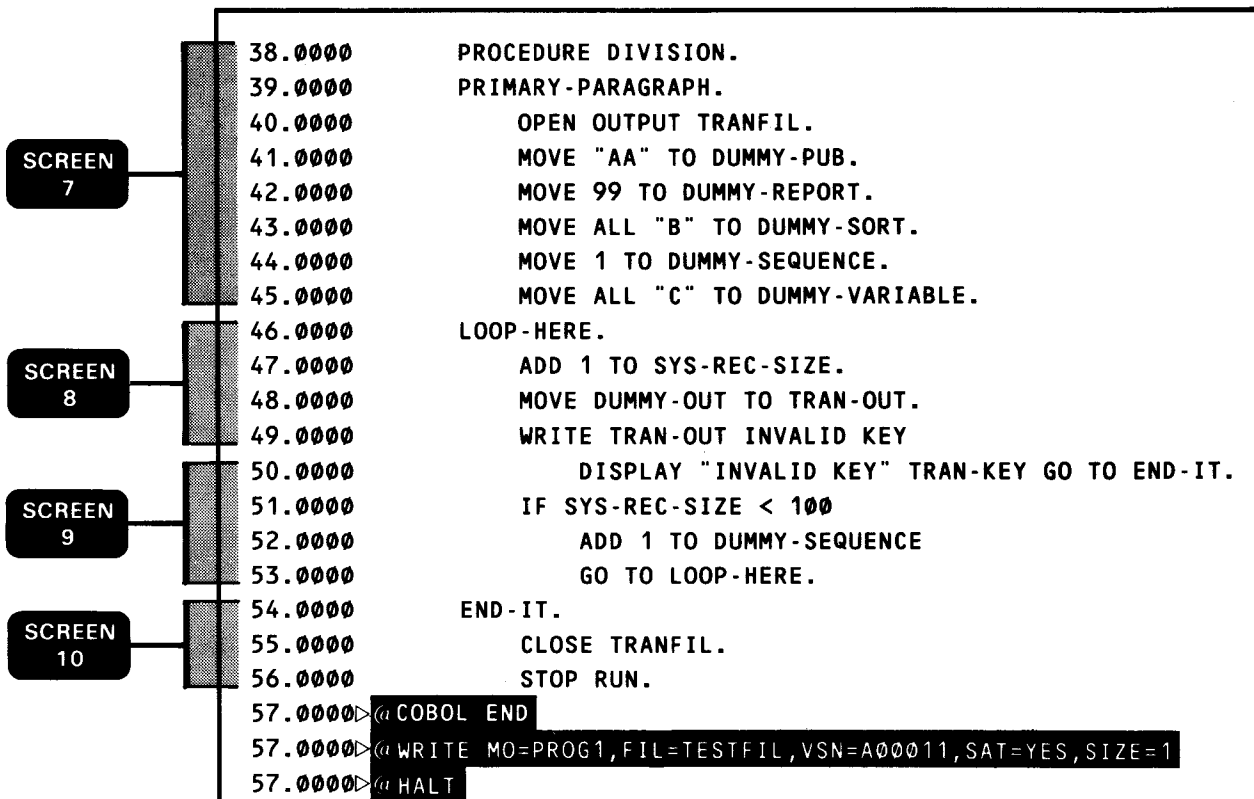 38.0000 PROCEDURE DIVISION.
39.0000 PRIMARY-PARAGRAPH.
40.0000 OPEN OUTPUT TRANFIL.
SCREEN 7
41.0000 MOVE "AA" TO DUMMY-PUB.
42.0000 MOVE 99 TO DUMMY-REPORT.
43.0000 MOVE ALL "B" TO DUMMY-SORT.
44.0000 MOVE 1 TO DUMMY-SEQUENCE.
45.0000 MOVE ALL "C" TO DUMMY-VARIABLE.
46.0000 LOOP-HERE.
SCREEN 8
47.0000 ADD 1 TO SYS-REC-SIZE.
48.0000 MOVE DUMMY-OUT TO TRAN-OUT.
49.0000 WRITE TRAN-OUT INVALID KEY
50.0000 DISPLAY "INVALID KEY" TRAN-KEY GO TO END-IT.
SCREEN 9
51.0000 IF SYS-REC-SIZE < 100
52.0000 ADD 1 TO DUMMY-SEQUENCE
53.0000 GO TO LOOP-HERE.
54.0000 END-IT.
SCREEN 10
55.0000 CLOSE TRANFIL.
56.0000 STOP RUN.
57.0000▷@COBOL END
57.0000▷@WRITE MO=PROG1,FIL=TESTFIL,VSN=A00011,SAT=YES,SIZE=1
57.0000▷@HALT